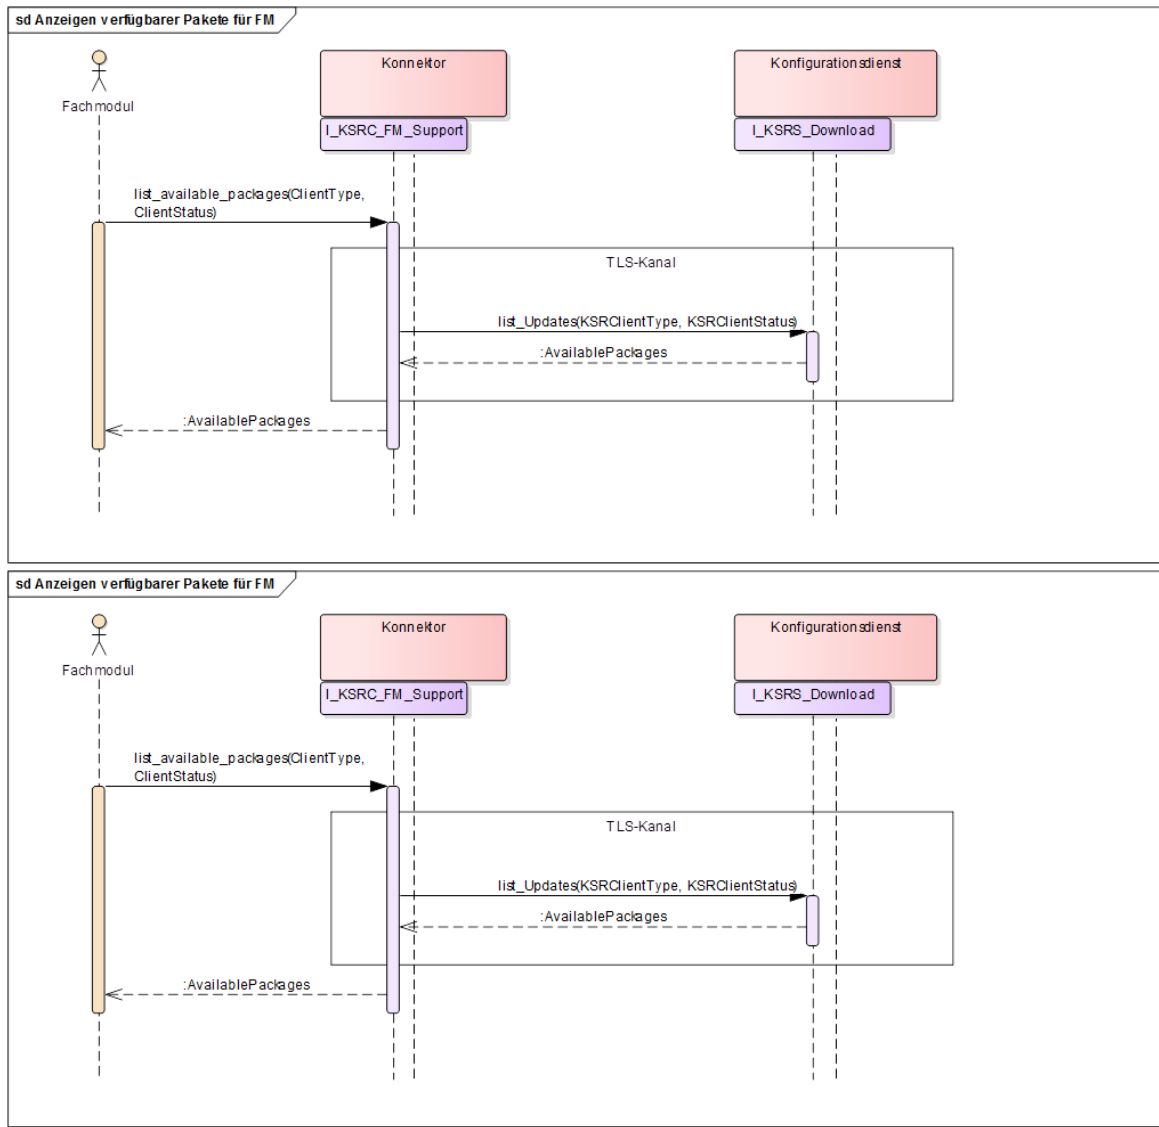 sd Anzeigen verfügbarer Pakete für FM
Fachmodul
Konnektor
I_KSRC_FM_Support
Konfigurationsdienst
I_KSRS_Download
list_available_packages(ClientType,
ClientStatus)
TLS-Kanal
list_Updates(KSRClientType, KSRClientStatus)
:AvailablePackages
:AvailablePackages
sd Anzeigen verfügbarer Pakete für FM
Fachmodul
Konnektor
I_KSRC_FM_Support
Konfigurationsdienst
I_KSRS_Download
list_available_packages(ClientType,
ClientStatus)
TLS-Kanal
list_Updates(KSRClientType, KSRClientStatus)
:AvailablePackages
:AvailablePackages